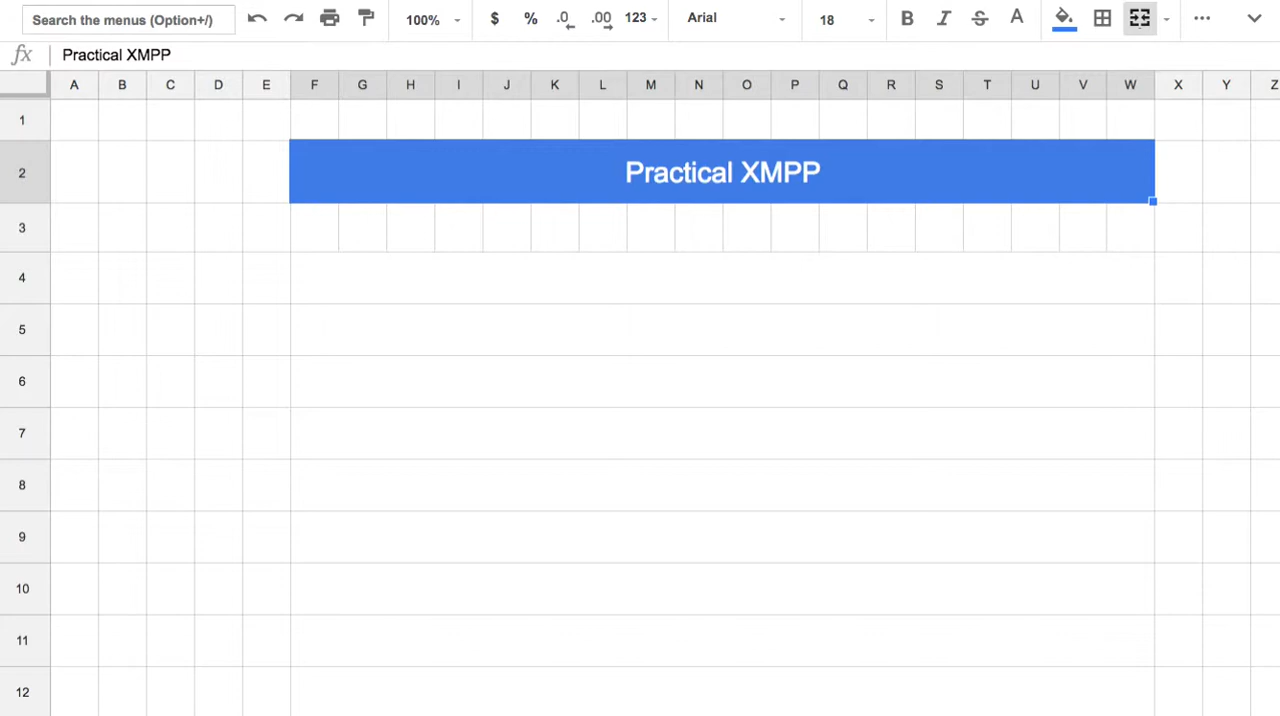 Search the menus (Option+/) 100% $ % .0 .00 123 Arial 18 B I S A
fx Practical XMPP
A B C D E F G H I J K L M N O P Q R S T U V W X Y Z
1
2 Practical XMPP
3
4
5
6
7
8
9
10
11
12